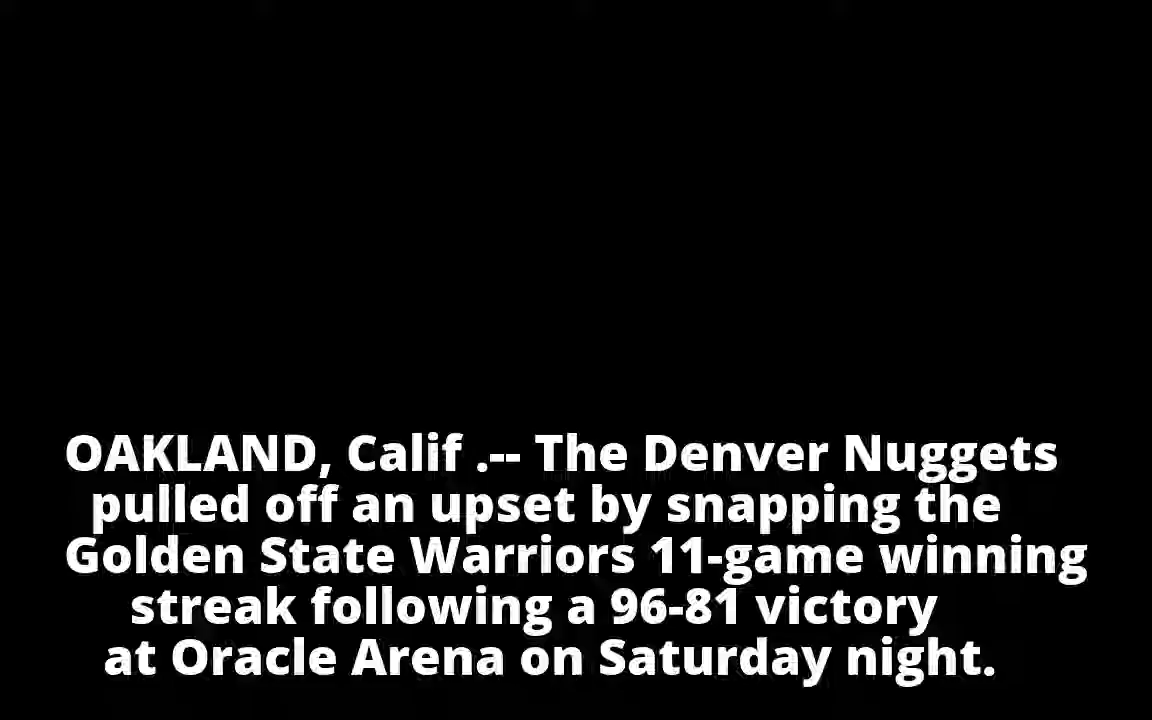 OAKLAND, Calif .-- The Denver Nuggets
pulled off an upset by snapping the
Golden State Warriors 11-game winning
streak following a 96-81 victory
at Oracle Arena on Saturday night.